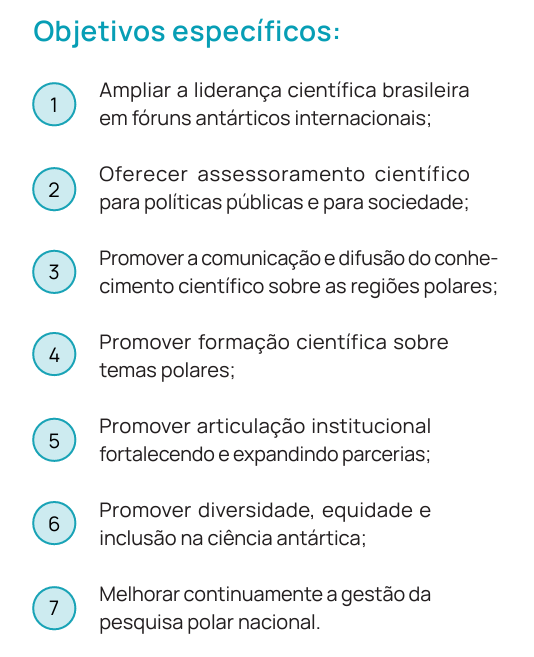 Objetivos específicos:
1
Ampliar a liderança científica brasileira
em fóruns antárticos internacionais;
2
Oferecer assessoramento científico
para políticas públicas e para sociedade;
3
Promover a comunicação e difusão do conhe-
cimento científico sobre as regiões polares;
4
Promover formação científica sobre
temas polares;
5
Promover articulação institucional
fortalecendo e expandindo parcerias;
6
Promover diversidade, equidade e
inclusão na ciência antártica;
7
Melhorar continuamente a gestão da
pesquisa polar nacional.